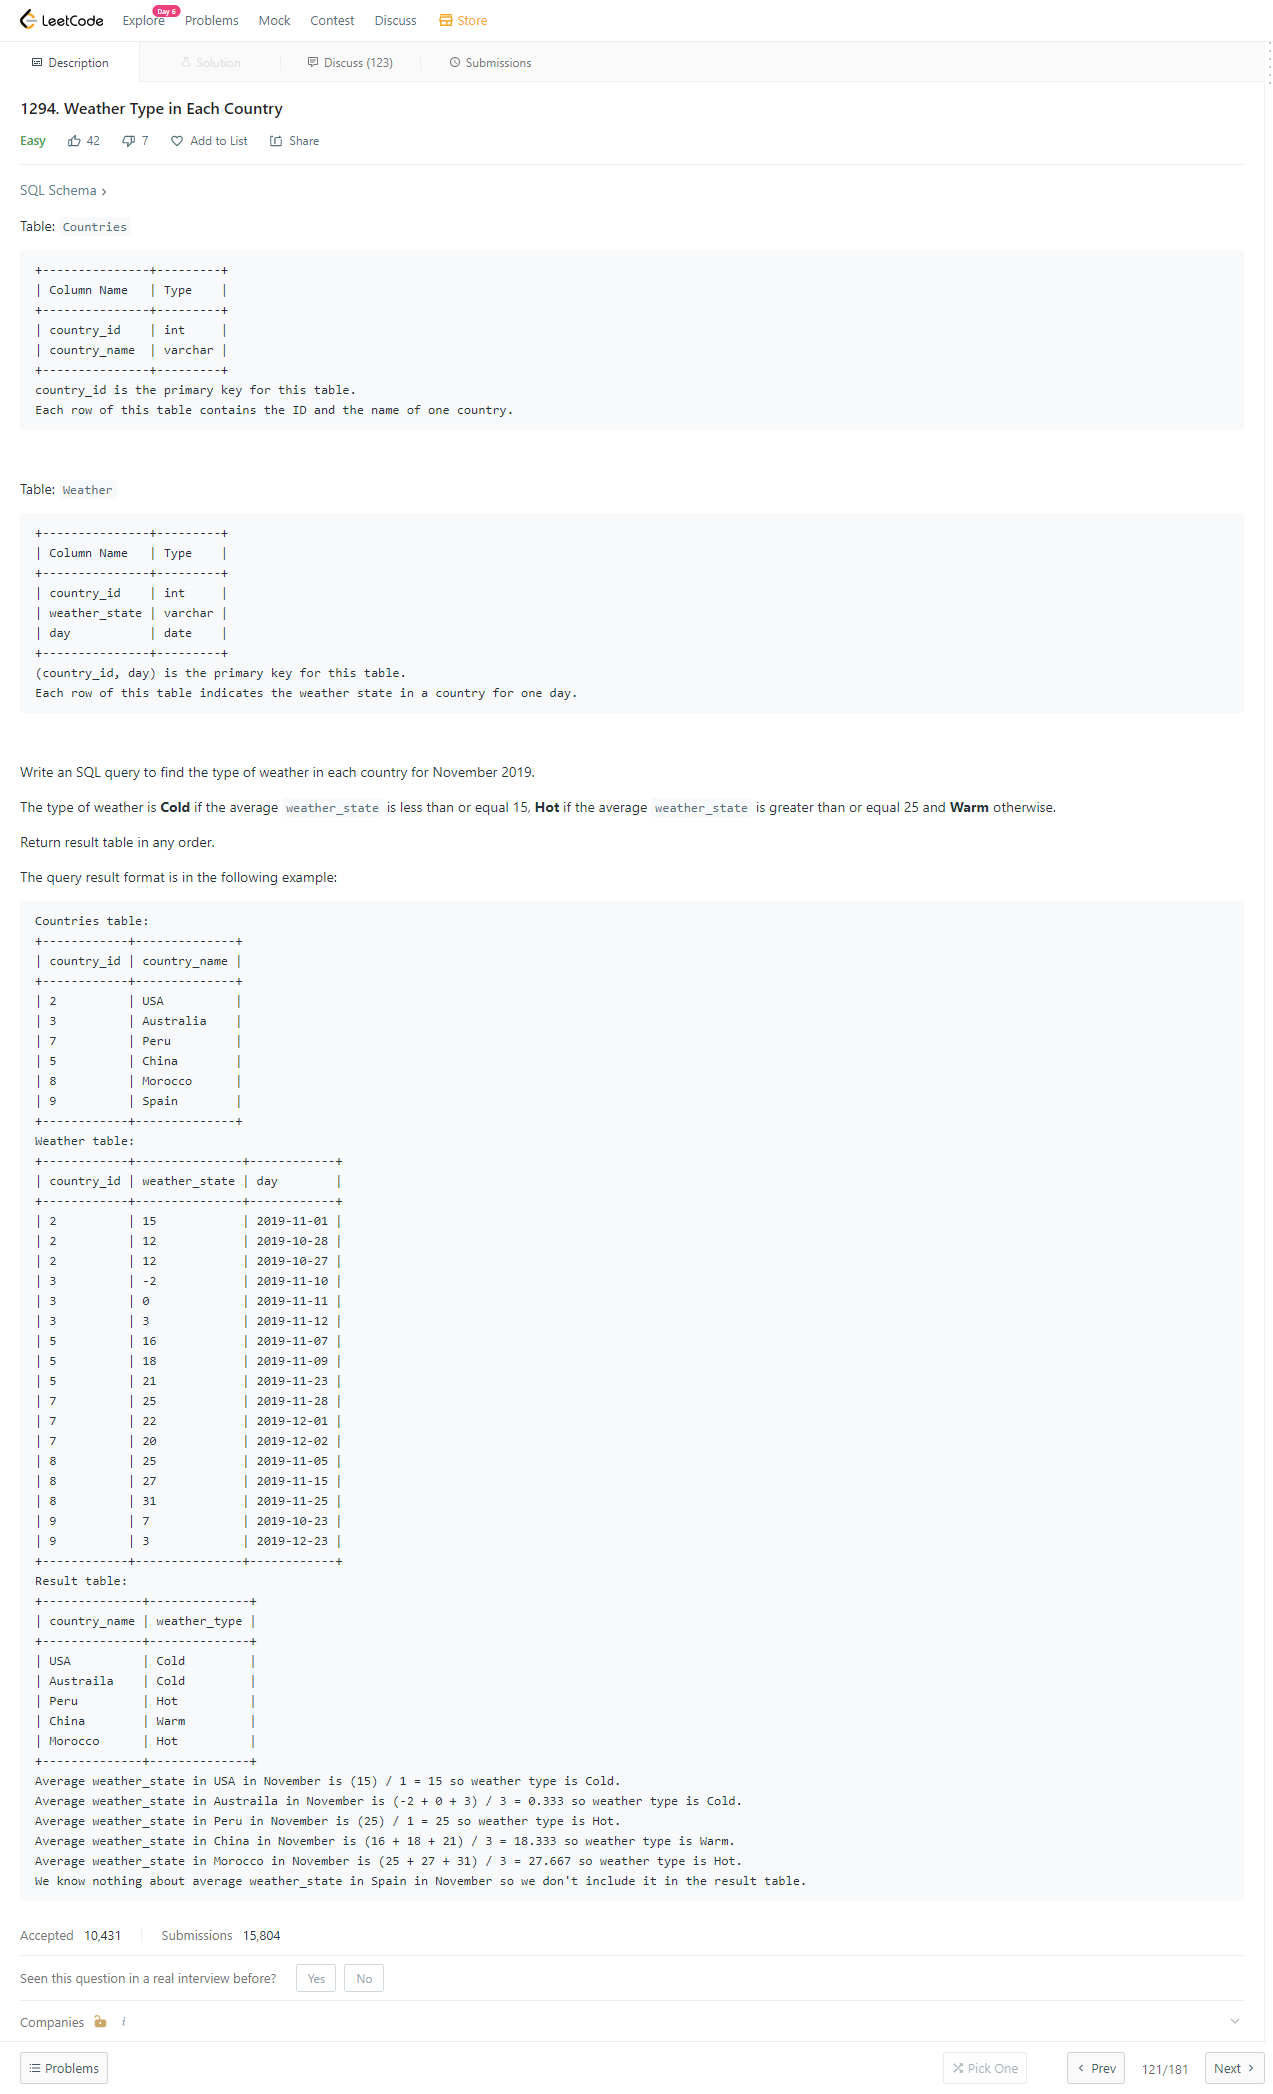 LeetCode Explore Day 6 Problems Mock Contest Discuss Store
Description Solution Discuss (123) Submissions
1294. Weather Type in Each Country
Easy 42 7 Add to List Share
SQL Schema ›
Table: Countries
+---------------+---------+
| Column Name   | Type    |
+---------------+---------+
| country_id    | int     |
| country_name  | varchar |
+---------------+---------+
country_id is the primary key for this table.
Each row of this table contains the ID and the name of one country.
Table: Weather
+---------------+---------+
| Column Name   | Type    |
+---------------+---------+
| country_id    | int     |
| weather_state | varchar |
| day           | date    |
+---------------+---------+
(country_id, day) is the primary key for this table.
Each row of this table indicates the weather state in a country for one day.
Write an SQL query to find the type of weather in each country for November 2019.
The type of weather is Cold if the average weather_state is less than or equal 15, Hot if the average weather_state is greater than or equal 25 and Warm otherwise.
Return result table in any order.
The query result format is in the following example:
Countries table:
+------------+--------------+
| country_id | country_name |
+------------+--------------+
| 2          | USA          |
| 3          | Australia    |
| 7          | Peru         |
| 5          | China        |
| 8          | Morocco      |
| 9          | Spain        |
+------------+--------------+
Weather table:
+------------+---------------+------------+
| country_id | weather_state | day        |
+------------+---------------+------------+
| 2          | 15            | 2019-11-01 |
| 2          | 12            | 2019-10-28 |
| 2          | 12            | 2019-10-27 |
| 3          | -2            | 2019-11-10 |
| 3          | 0             | 2019-11-11 |
| 3          | 3             | 2019-11-12 |
| 5          | 16            | 2019-11-07 |
| 5          | 18            | 2019-11-09 |
| 5          | 21            | 2019-11-23 |
| 7          | 25            | 2019-11-28 |
| 7          | 22            | 2019-12-01 |
| 7          | 20            | 2019-12-02 |
| 8          | 25            | 2019-11-05 |
| 8          | 27            | 2019-11-15 |
| 8          | 31            | 2019-11-25 |
| 9          | 7             | 2019-10-23 |
| 9          | 3             | 2019-12-23 |
+------------+---------------+------------+
Result table:
+--------------+--------------+
| country_name | weather_type |
+--------------+--------------+
| USA          | Cold         |
| Austraila    | Cold         |
| Peru         | Hot          |
| China        | Warm         |
| Morocco      | Hot          |
+--------------+--------------+
Average weather_state in USA in November is (15) / 1 = 15 so weather type is Cold.
Average weather_state in Austraila in November is (-2 + 0 + 3) / 3 = 0.333 so weather type is Cold.
Average weather_state in Peru in November is (25) / 1 = 25 so weather type is Hot.
Average weather_state in China in November is (16 + 18 + 21) / 3 = 18.333 so weather type is Warm.
Average weather_state in Morocco in November is (25 + 27 + 31) / 3 = 27.667 so weather type is Hot.
We know nothing about average weather_state in Spain in November so we don't include it in the result table.
Accepted 10,431 Submissions 15,804
Seen this question in a real interview before? Yes No
Companies i
Problems Pick One ‹ Prev 121/181 Next ›